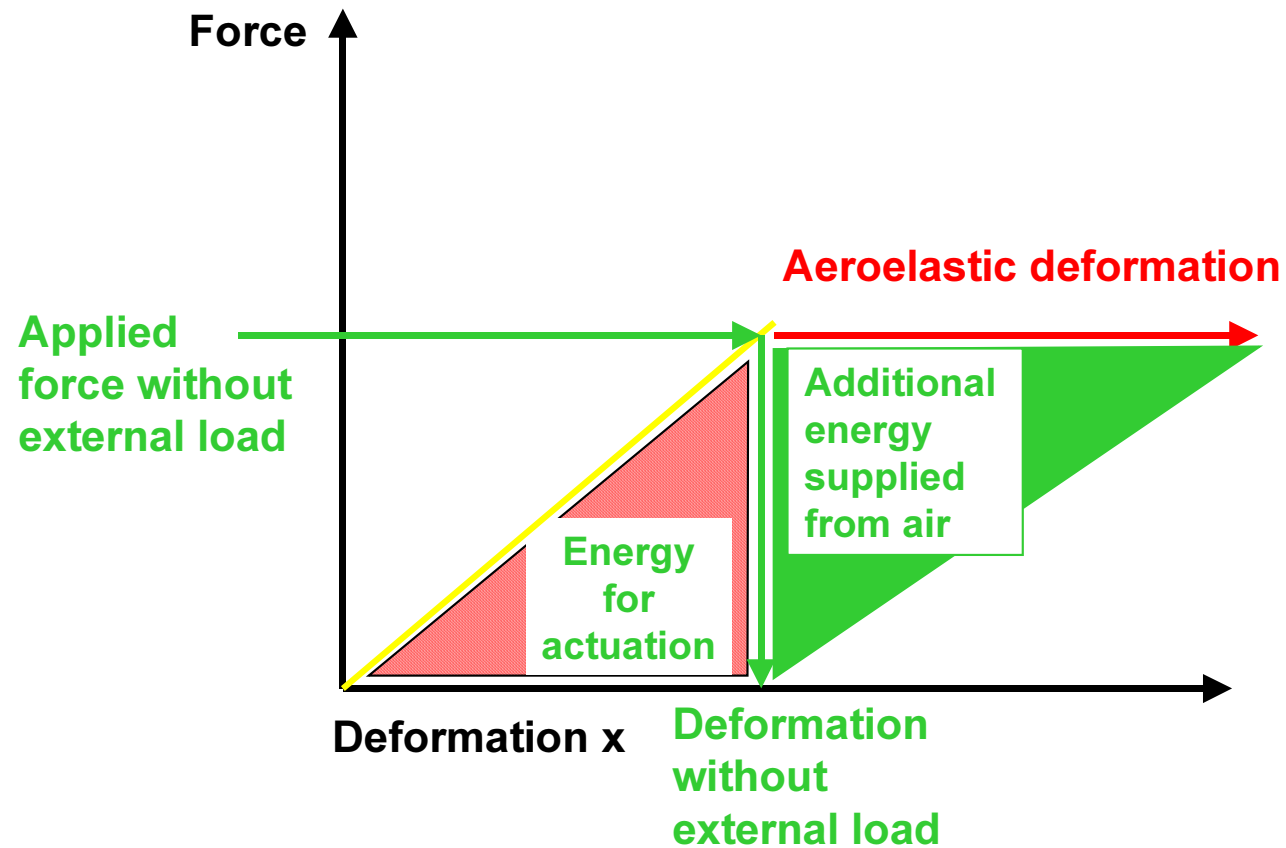 Force
Aeroelastic deformation
Applied
force without
external load
Additional
energy
supplied
from air
Energy
for
actuation
Deformation x
Deformation
without
external load